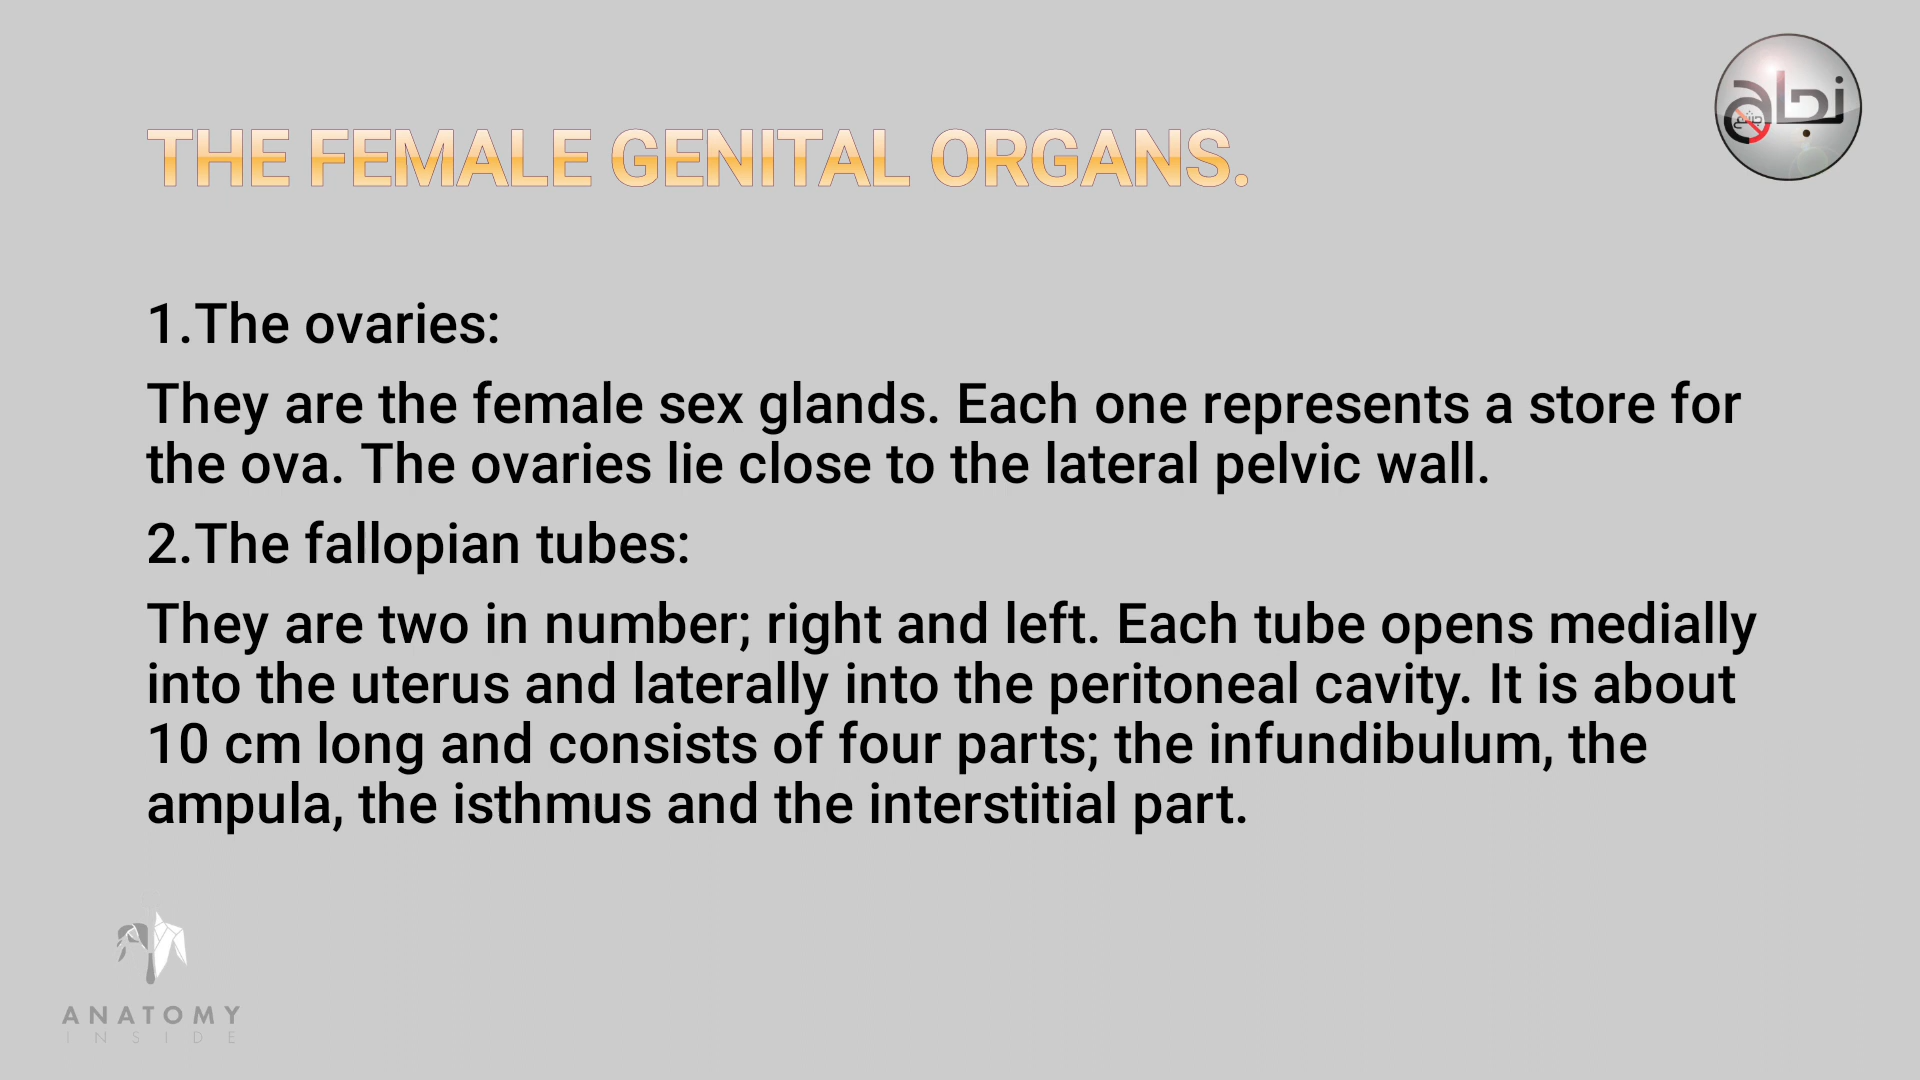 THE FEMALE GENITAL ORGANS.
نجاة
جشع
1.The ovaries:
They are the female sex glands. Each one represents a store for
the ova. The ovaries lie close to the lateral pelvic wall.
2.The fallopian tubes:
They are two in number; right and left. Each tube opens medially
into the uterus and laterally into the peritoneal cavity. It is about
10 cm long and consists of four parts; the infundibulum, the
ampula, the isthmus and the interstitial part.
ANATOMY
INSIDE